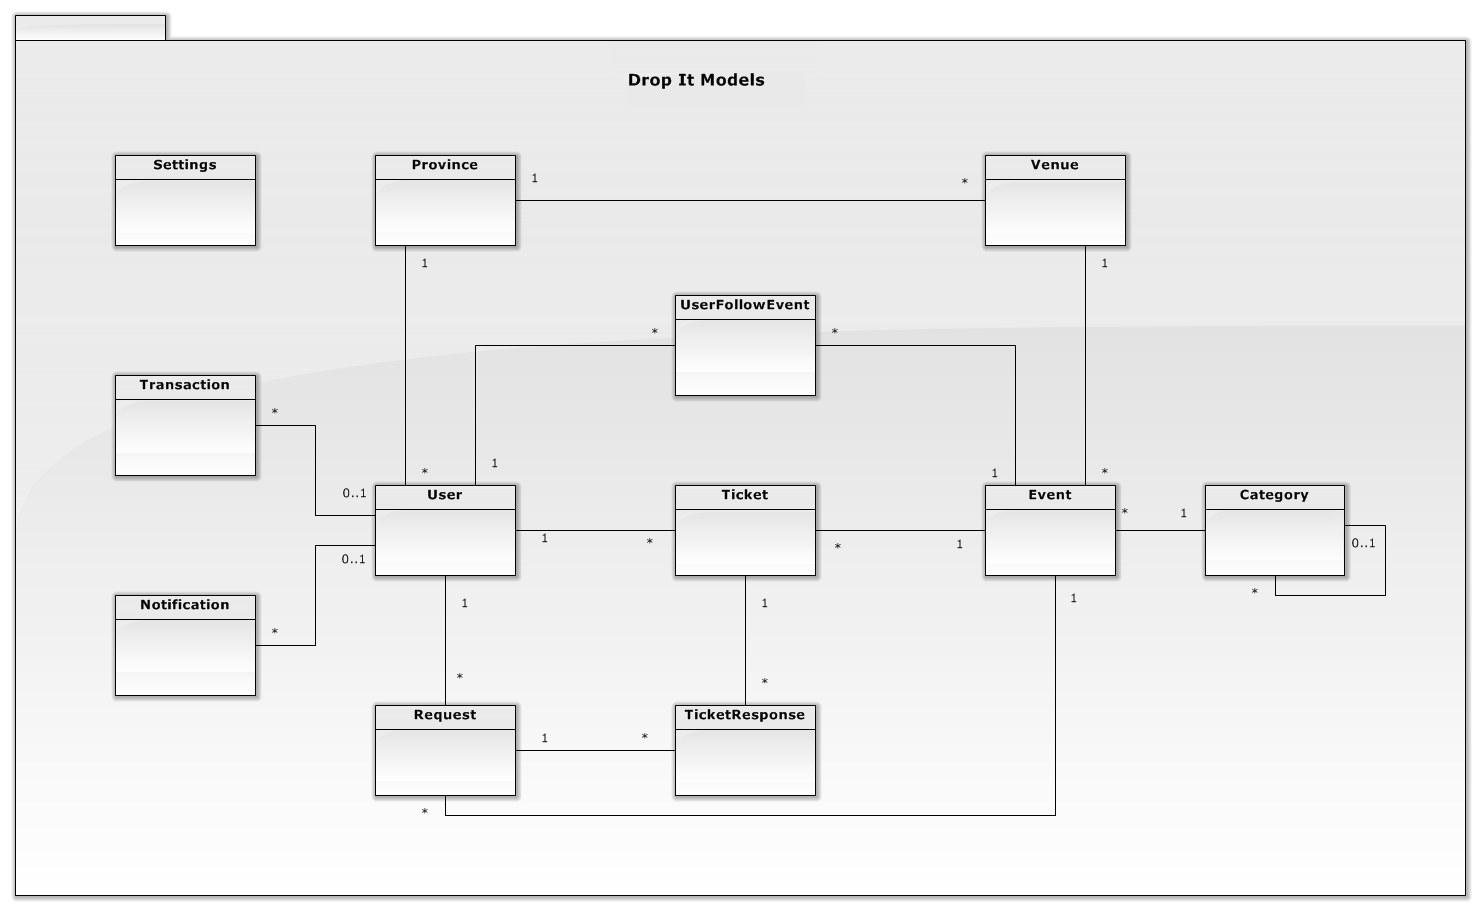 Drop It Models
Settings
Province
Venue
1
*
1
1
UserFollowEvent
*
*
Transaction
*
*
1
1
*
0..1
User
Ticket
Event
Category
*
1
1
*
*
1
0..1
0..1
*
Notification
*
1
1
1
*
*
Request
TicketResponse
1
*
*